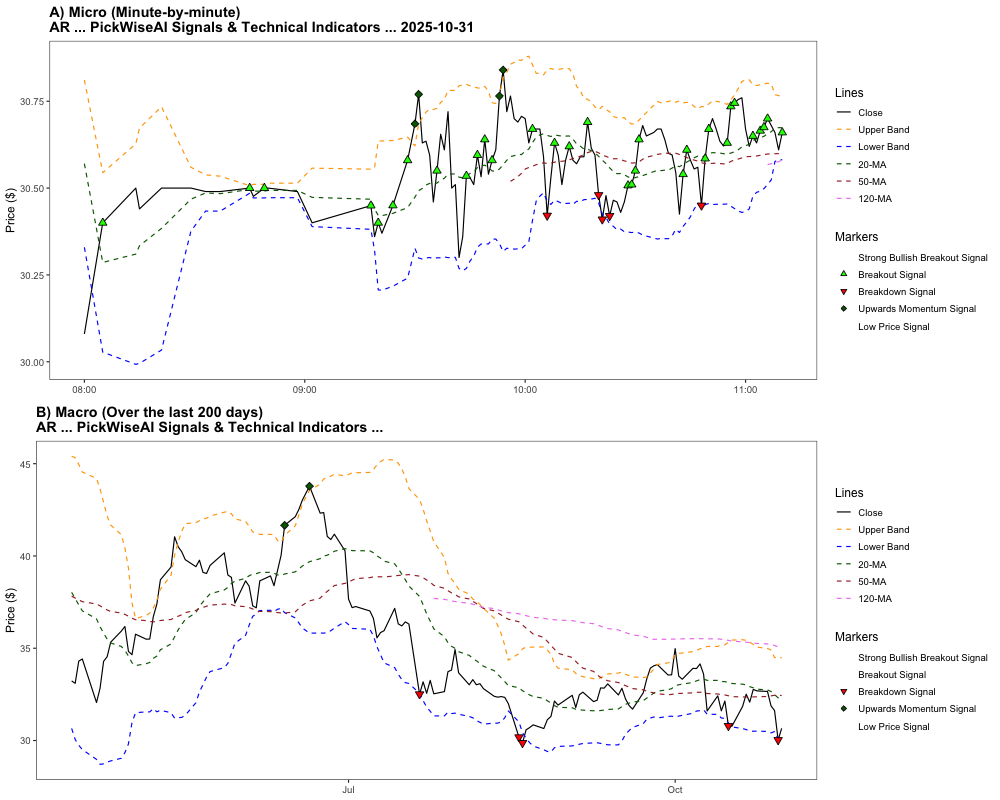 A) Micro (Minute-by-minute)
AR ... PickWiseAI Signals & Technical Indicators ... 2025-10-31
Price ($)
30.75
30.50
30.25
30.00
08:00
09:00
10:00
11:00
Lines
Close
Upper Band
Lower Band
20-MA
50-MA
120-MA
Markers
Strong Bullish Breakout Signal
Breakout Signal
Breakdown Signal
Upwards Momentum Signal
Low Price Signal
B) Macro (Over the last 200 days)
AR ... PickWiseAI Signals & Technical Indicators ...
Price ($)
45
40
35
30
Jul
Oct
Lines
Close
Upper Band
Lower Band
20-MA
50-MA
120-MA
Markers
Strong Bullish Breakout Signal
Breakout Signal
Breakdown Signal
Upwards Momentum Signal
Low Price Signal